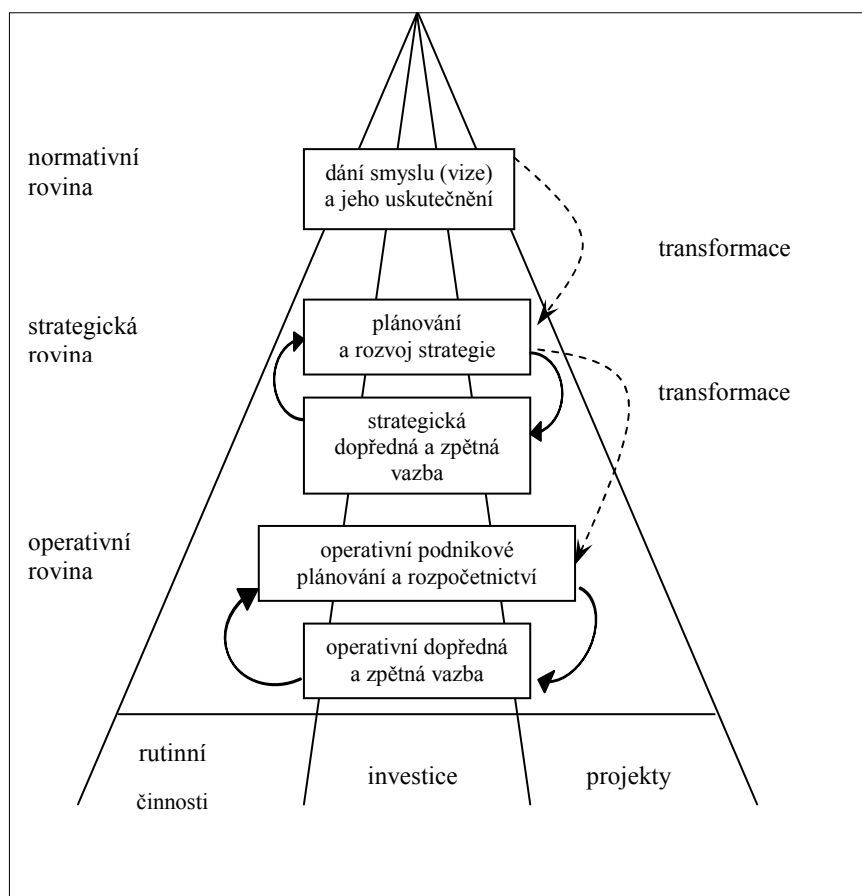 normativní
rovina
dání smyslu (vize)
a jeho uskutečnění
transformace
strategická
rovina
plánování
a rozvoj strategie
transformace
strategická
dopředná a zpětná
vazba
operativní
rovina
operativní podnikové
plánování a rozpočetnictví
operativní dopředná
a zpětná vazba
rutinní
činnosti
investice
projekty